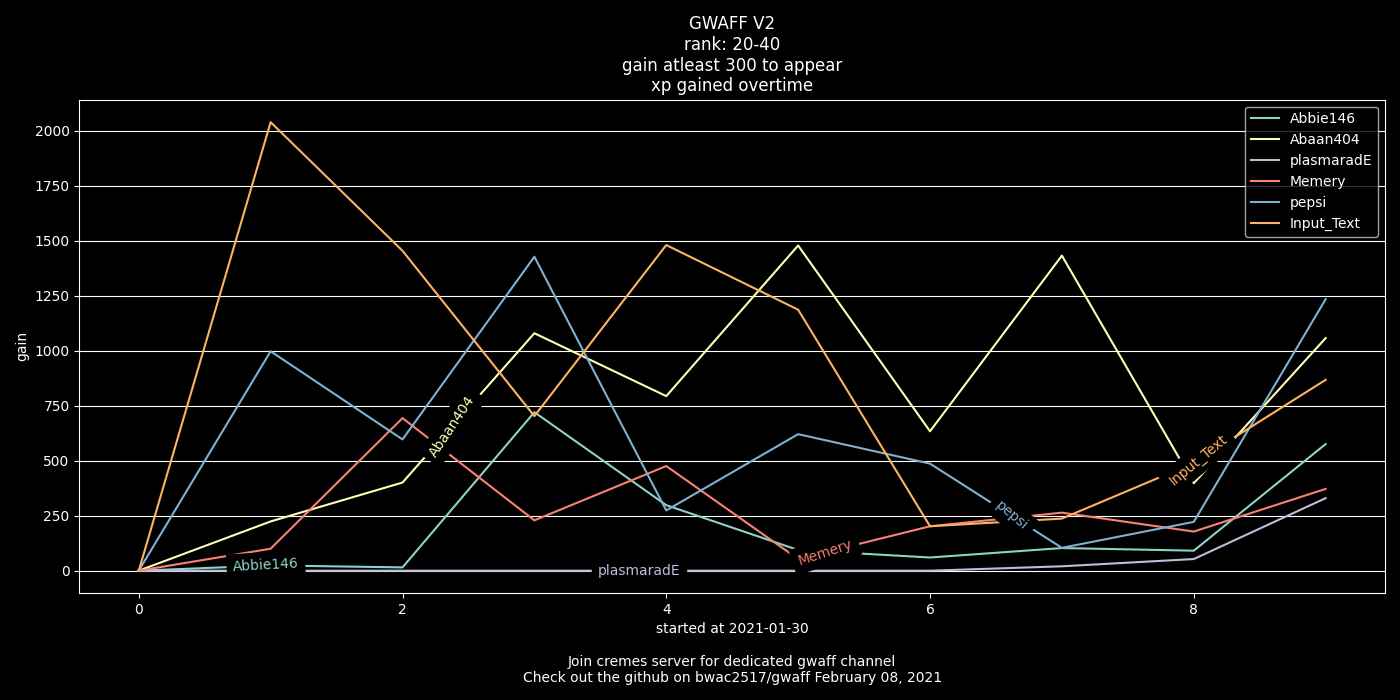 GWAFF V2
rank: 20-40
gain atleast 300 to appear
xp gained overtime
Abbie146
Abaan404
plasmaradE
Memery
pepsi
Input_Text
2000
1750
1500
1250
1000
750
500
250
0
gain
Abbie146
Abaan404
plasmaradE
Memery
pepsi
Input_Text
0 2 4 6 8
started at 2021-01-30
Join cremes server for dedicated gwaff channel
Check out the github on bwac2517/gwaff February 08, 2021